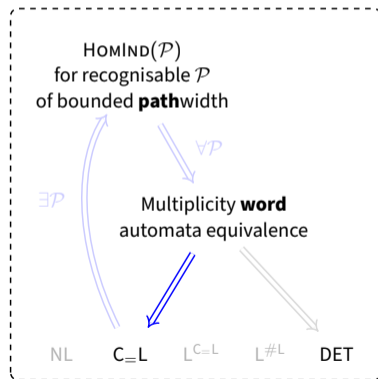 HOMIND(𝒫)
for recognisable 𝒫
of bounded pathwidth
∀𝒫
∃𝒫
Multiplicity word
automata equivalence
NL C₌L L^C₌L L^#L DET